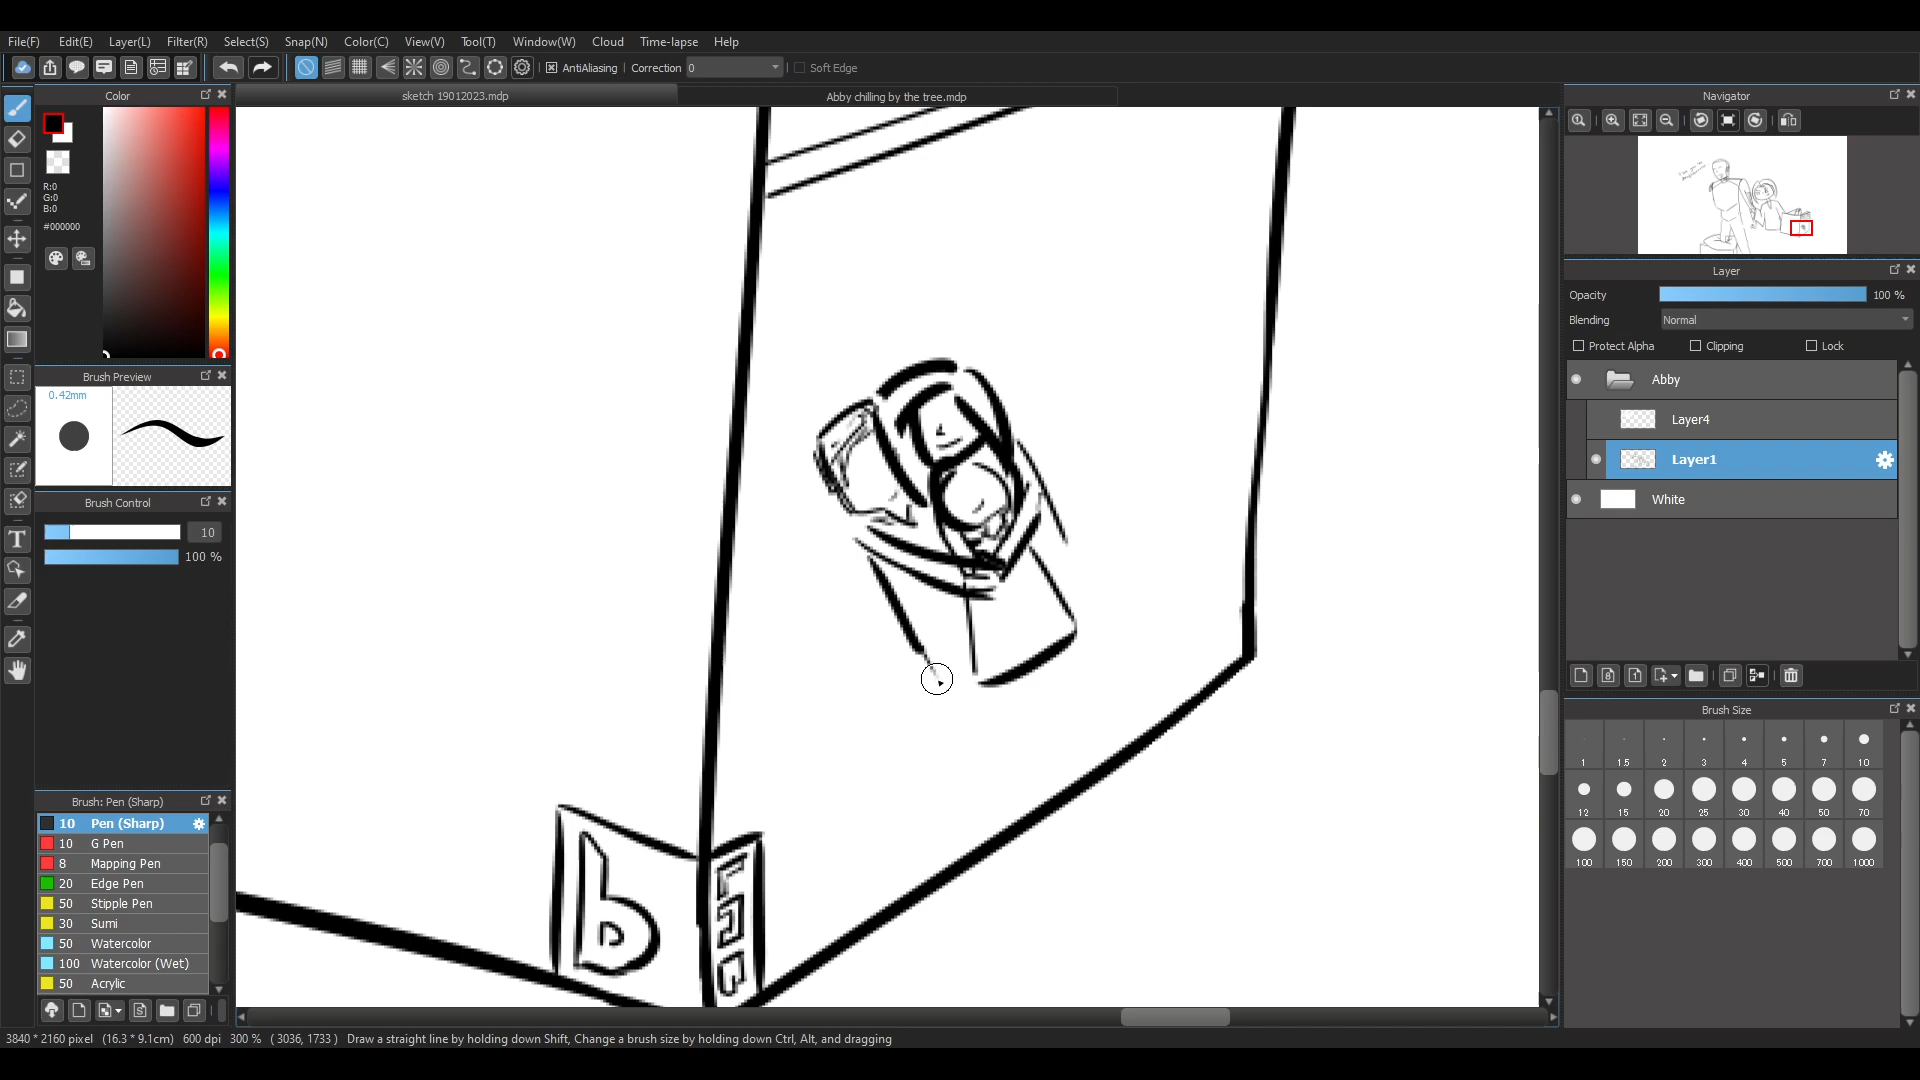 File(F) Edit(E) Layer(L) Filter(R) Select(S) Snap(N) Color(C) View(V) Tool(T) Window(W) Cloud Time-lapse Help
AntiAliasing Correction 0 Soft Edge
Color
sketch 19012023.mdp
Abby chilling by the tree.mdp
Navigator
R:0
G:0
B:0
#000000
Layer
Opacity 100 %
Blending Normal
Protect Alpha Clipping Lock
Brush Preview
0.42mm
Abby
Layer4
Layer1
White
Brush Control
10
100 %
Brush Size
1 1.5 2 3 4 5 7 10
12 15 20 25 30 40 50 70
100 150 200 300 400 500 700 1000
Brush: Pen (Sharp)
10 Pen (Sharp)
10 G Pen
8 Mapping Pen
20 Edge Pen
50 Stipple Pen
30 Sumi
50 Watercolor
100 Watercolor (Wet)
50 Acrylic
b
3840 * 2160 pixel (16.3 * 9.1cm) 600 dpi 300 % ( 3036, 1733 ) Draw a straight line by holding down Shift, Change a brush size by holding down Ctrl, Alt, and dragging